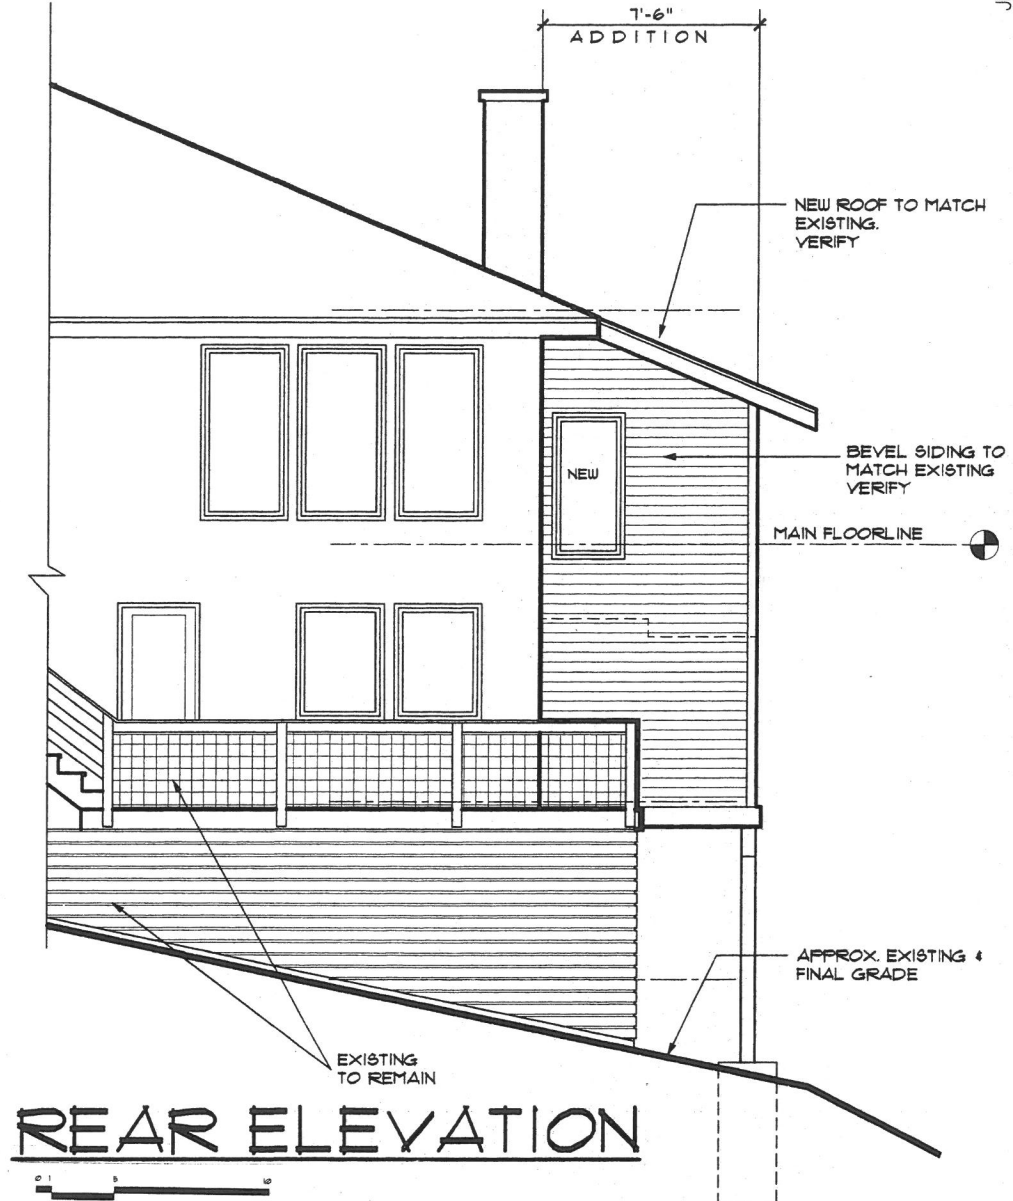 7'-6"
ADDITION
NEW ROOF TO MATCH
EXISTING.
VERIFY
BEVEL SIDING TO
MATCH EXISTING
VERIFY
NEW
MAIN FLOORLINE
APPROX. EXISTING &
FINAL GRADE
EXISTING
TO REMAIN
REAR ELEVATION
0 1 5 10